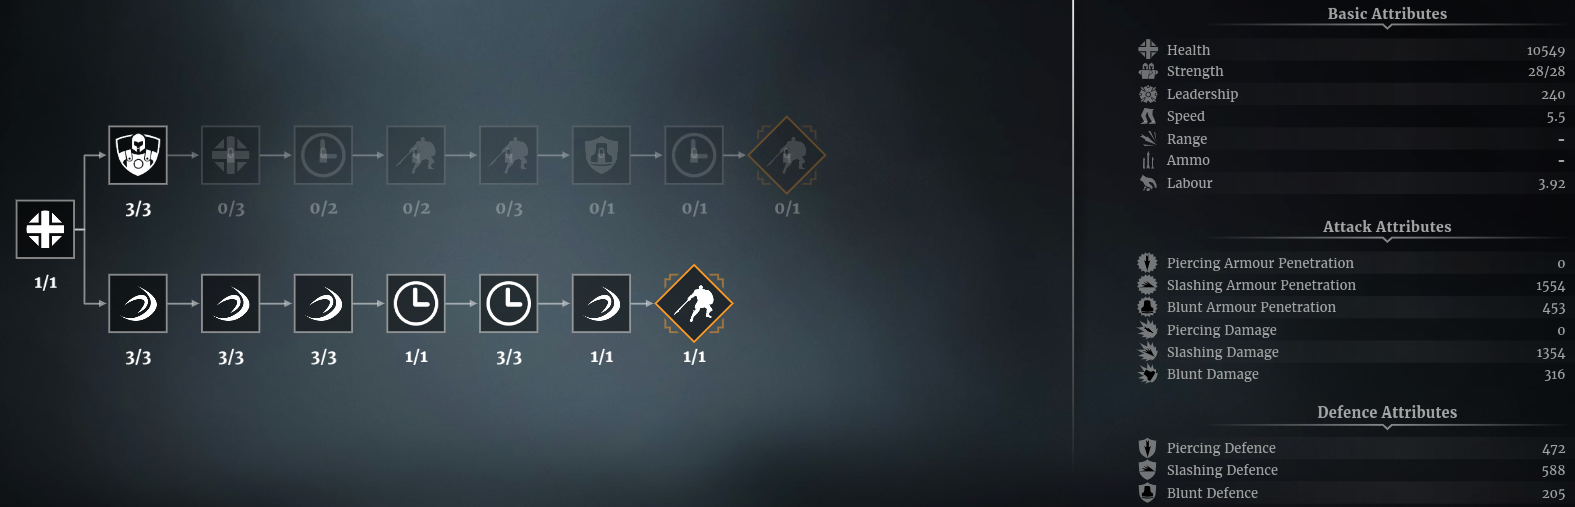 3/3
0/3
0/2
0/2
0/3
0/1
0/1
0/1
1/1
3/3
3/3
3/3
1/1
3/3
1/1
1/1
Basic Attributes
Health 10549
Strength 28/28
Leadership 240
Speed 5.5
Range -
Ammo -
Labour 3.92
Attack Attributes
Piercing Armour Penetration 0
Slashing Armour Penetration 1554
Blunt Armour Penetration 453
Piercing Damage 0
Slashing Damage 1354
Blunt Damage 316
Defence Attributes
Piercing Defence 472
Slashing Defence 588
Blunt Defence 205